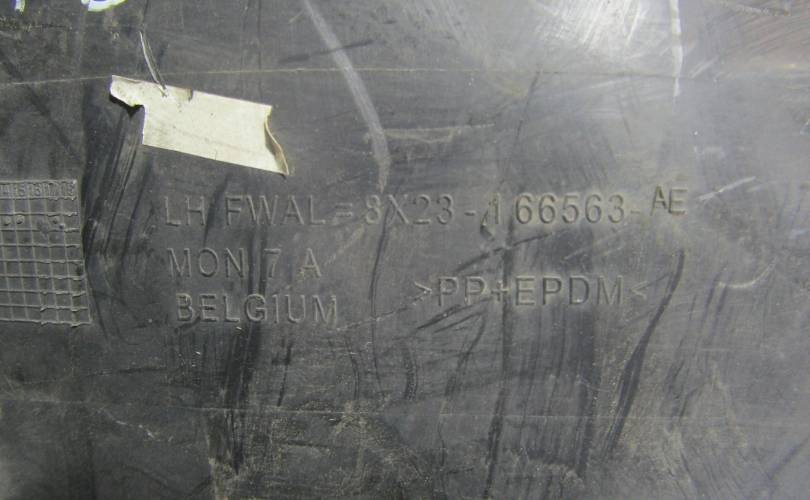 LH FWAL=8X23-166563-AE
MON 7 A
BELGIUM
>PP+EPDM<